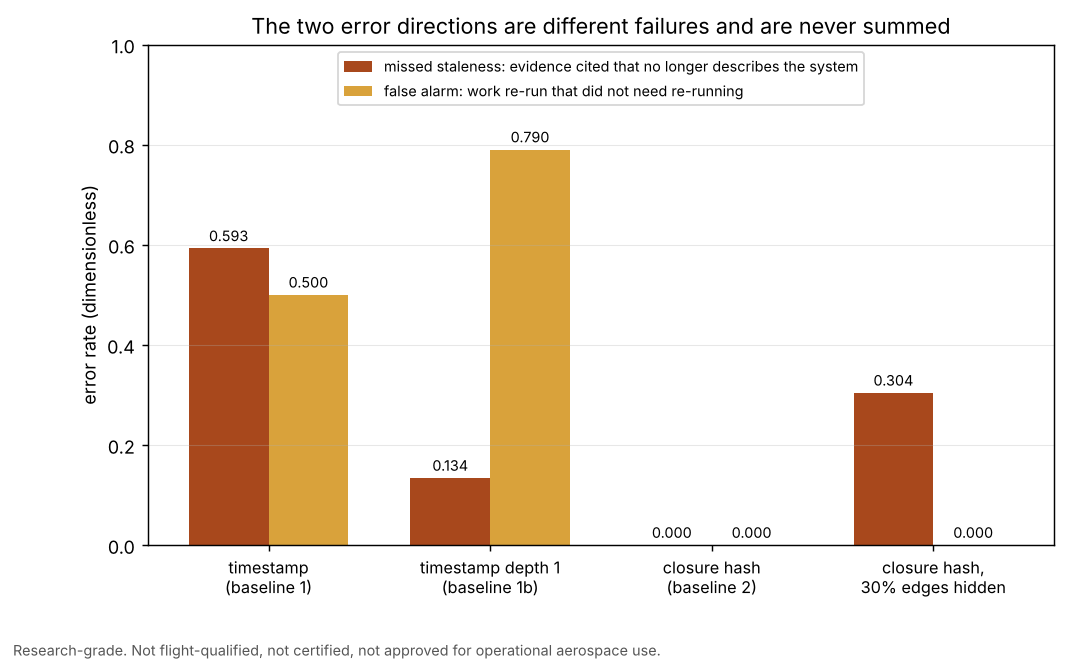 The two error directions are different failures and are never summed
1.0
0.8
0.6
0.4
0.2
0.0
error rate (dimensionless)
missed staleness: evidence cited that no longer describes the system
false alarm: work re-run that did not need re-running
0.593
0.500
0.134
0.790
0.000
0.000
0.304
0.000
timestamp
(baseline 1)
timestamp depth 1
(baseline 1b)
closure hash
(baseline 2)
closure hash,
30% edges hidden
Research-grade. Not flight-qualified, not certified, not approved for operational aerospace use.